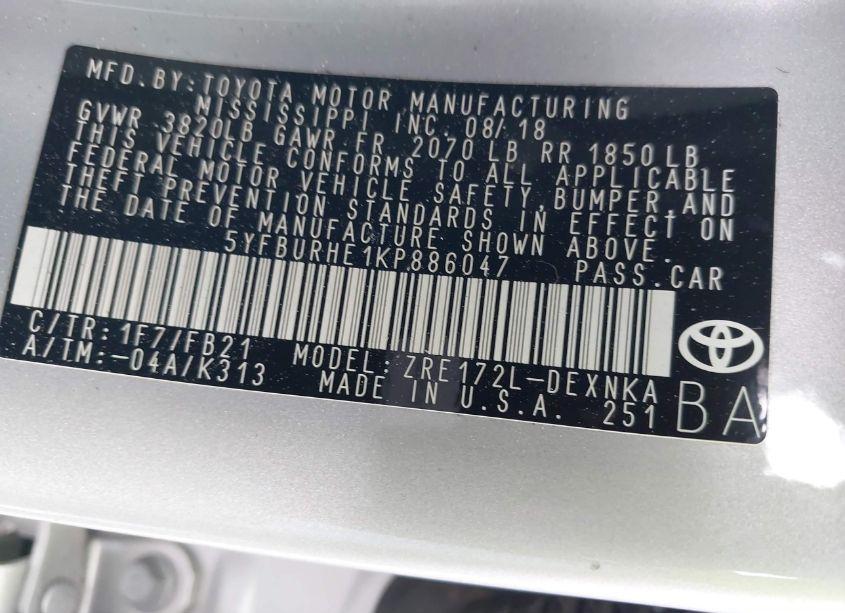 MFD.BY:TOYOTA MOTOR MANUFACTURING
MISSISSIPPI INC. 08/18
GVWR 3820LB GAWR FR 2070 LB RR 1850LB
THIS VEHICLE CONFORMS TO ALL APPLICABLE
FEDERAL MOTOR VEHICLE SAFETY,BUMPER,AND
THEFT PREVENTION STANDARDS IN EFFECT ON
THE DATE OF MANUFACTURE SHOWN ABOVE.
5YFBURHE1KP886047 PASS.CAR
C/TR:1F7/FB21 MODEL:ZRE172L-DEXNKA
A/TM:-04A/K313 MADE IN U.S.A. 251 BA